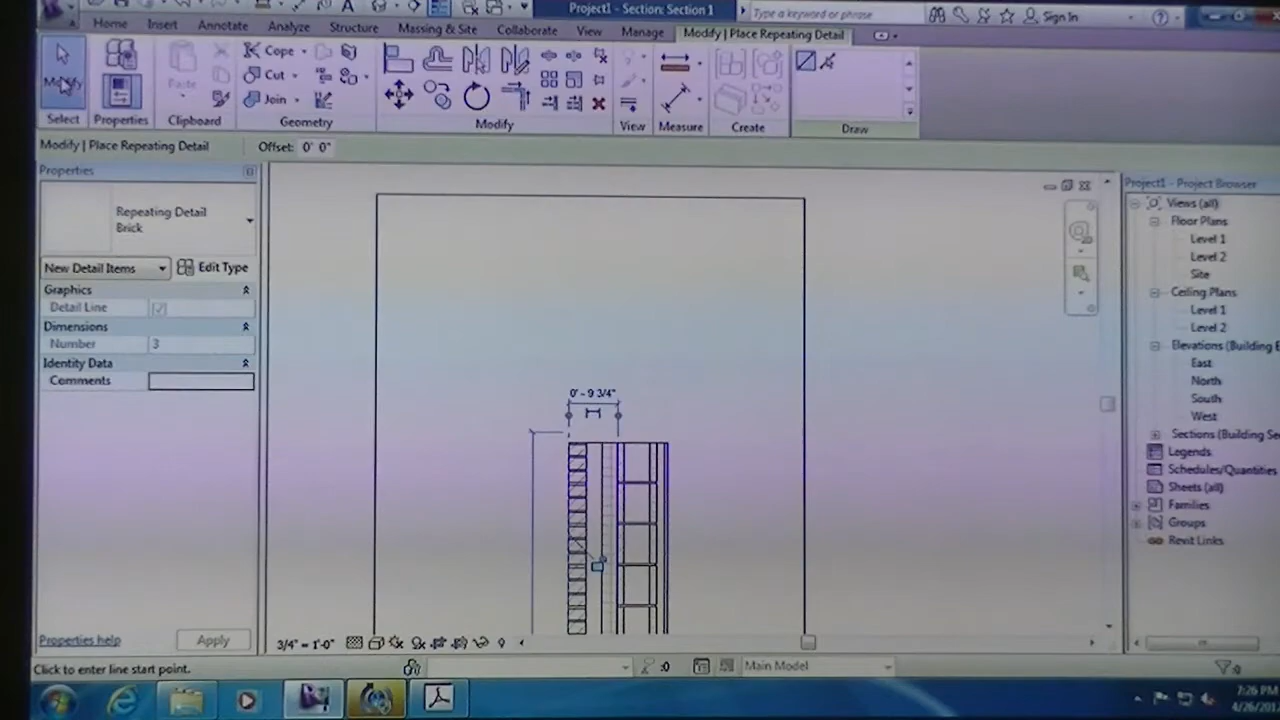 Project1 - Section: Section 1
Type a keyword or phrase
Sign In
Home Insert Annotate Analyze Structure Massing & Site Collaborate View Manage Modify | Place Repeating Detail
Modify
Paste
Cope
Cut
Join
Select Properties Clipboard Geometry Modify View Measure Create Draw
Modify | Place Repeating Detail Offset: 0' 0"
Properties
Repeating Detail
Brick
New Detail Items Edit Type
Graphics
Detail Line
Dimensions
Number 3
Identity Data
Comments
Properties help Apply
0' - 9 3/4"
3/4" = 1'-0"
Project1 - Project Browser
Views (all)
Floor Plans
Level 1
Level 2
Site
Ceiling Plans
Level 1
Level 2
Elevations (Building E
East
North
South
West
Sections (Building Se
Legends
Schedules/Quantities
Sheets (all)
Families
Groups
Revit Links
Click to enter line start point.
:0
Main Model
:0
7:26 PM
4/26/201